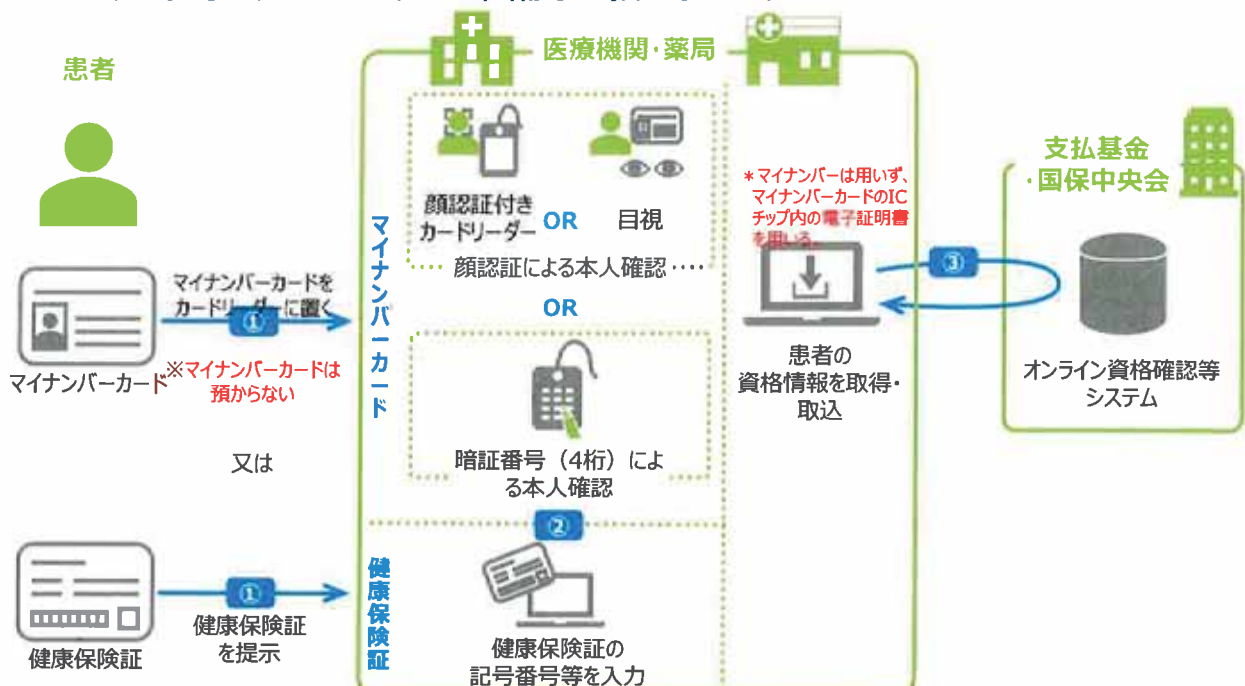 医療機関・薬局
患者
支払基金
・国保中央会
マイナンバーカード
顔認証付き
カードリーダー
OR
目視
顔認証による本人確認
OR
暗証番号（4桁）によ
る本人確認
＊マイナンバーは用いず、
マイナンバーカードのIC
チップ内の電子証明書
を用いる。
マイナンバーカードを
カードリーダーに置く
①
※マイナンバーカードは
預からない
マイナンバーカード
③
患者の
資格情報を取得・
取込
オンライン資格確認等
システム
又は
②
健康保険証
①
健康保険証
を提示
健康保険証
健康保険証の
記号番号等を入力